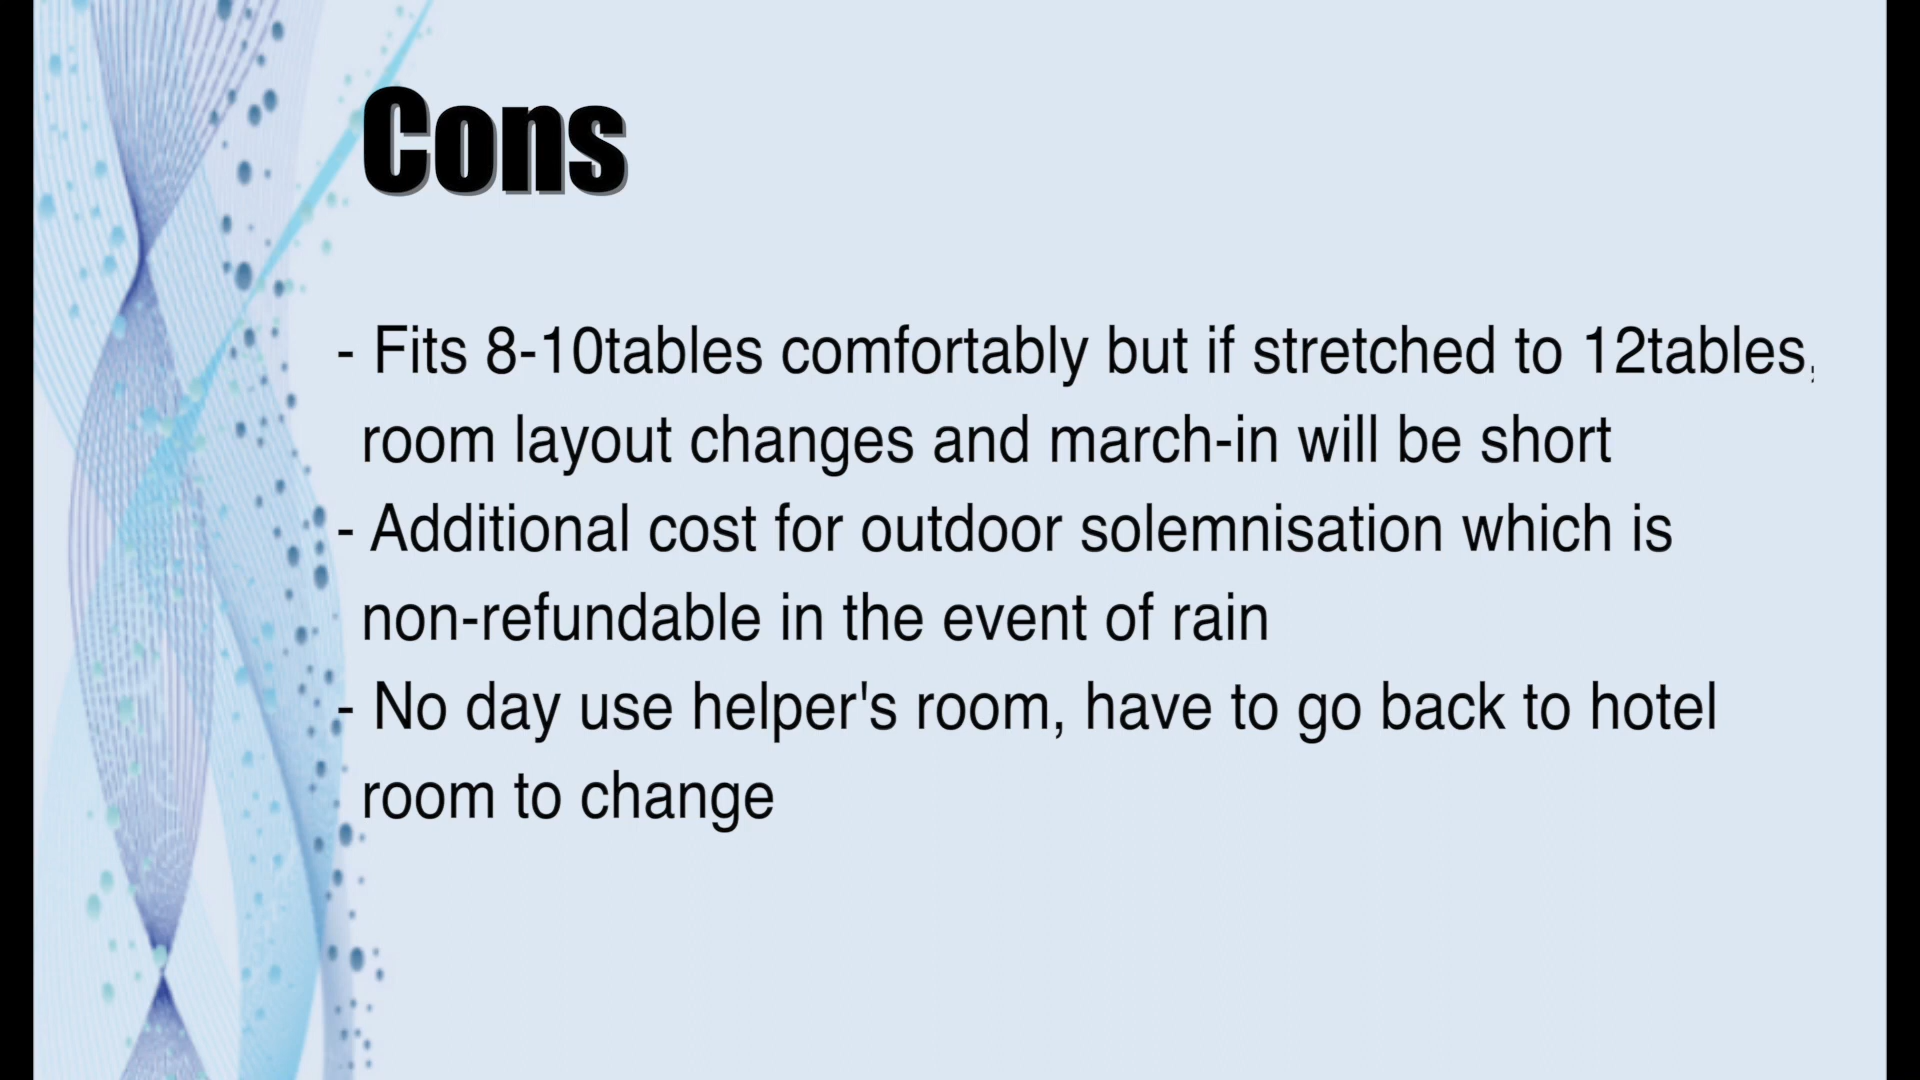 Cons
- Fits 8-10tables comfortably but if stretched to 12tables,
room layout changes and march-in will be short
- Additional cost for outdoor solemnisation which is
non-refundable in the event of rain
- No day use helper's room, have to go back to hotel
room to change